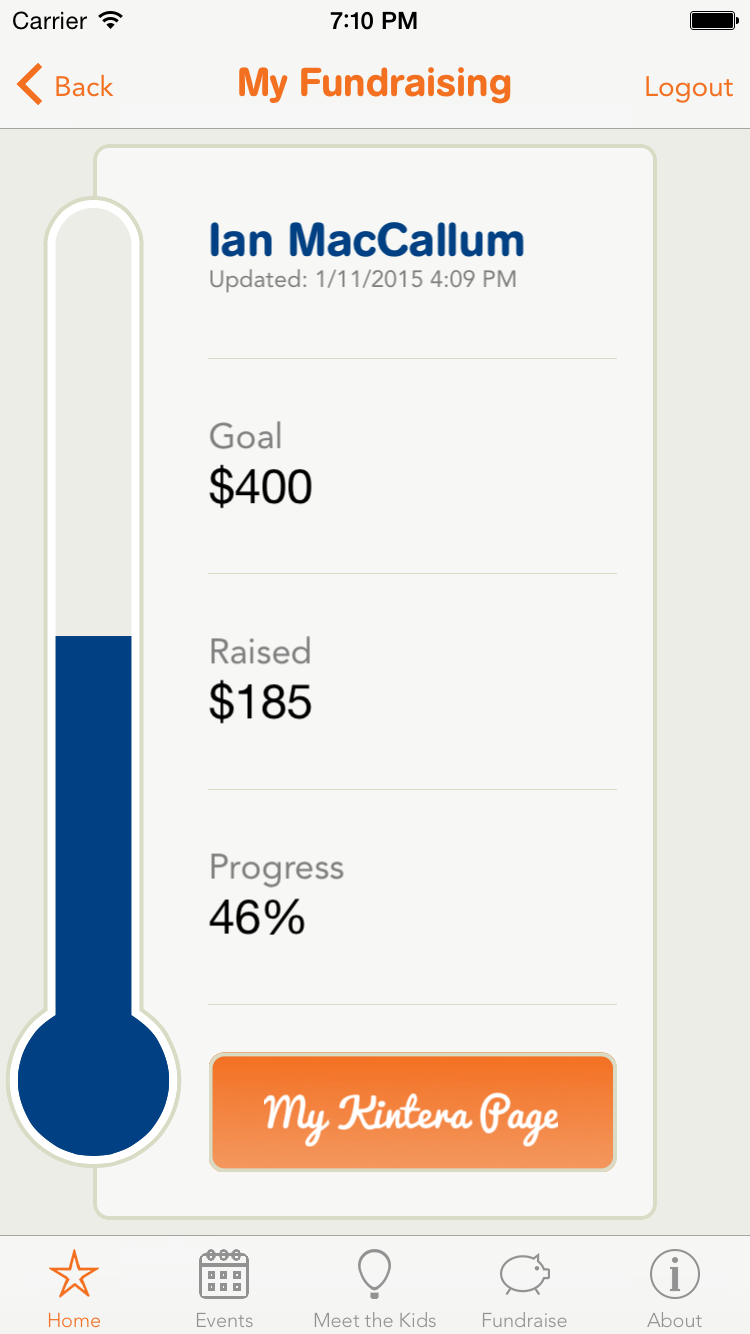 Carrier 7:10 PM
Back My Fundraising Logout
Ian MacCallum
Updated: 1/11/2015 4:09 PM
Goal
$400
Raised
$185
Progress
46%
My Kintera Page
Home Events Meet the Kids Fundraise About